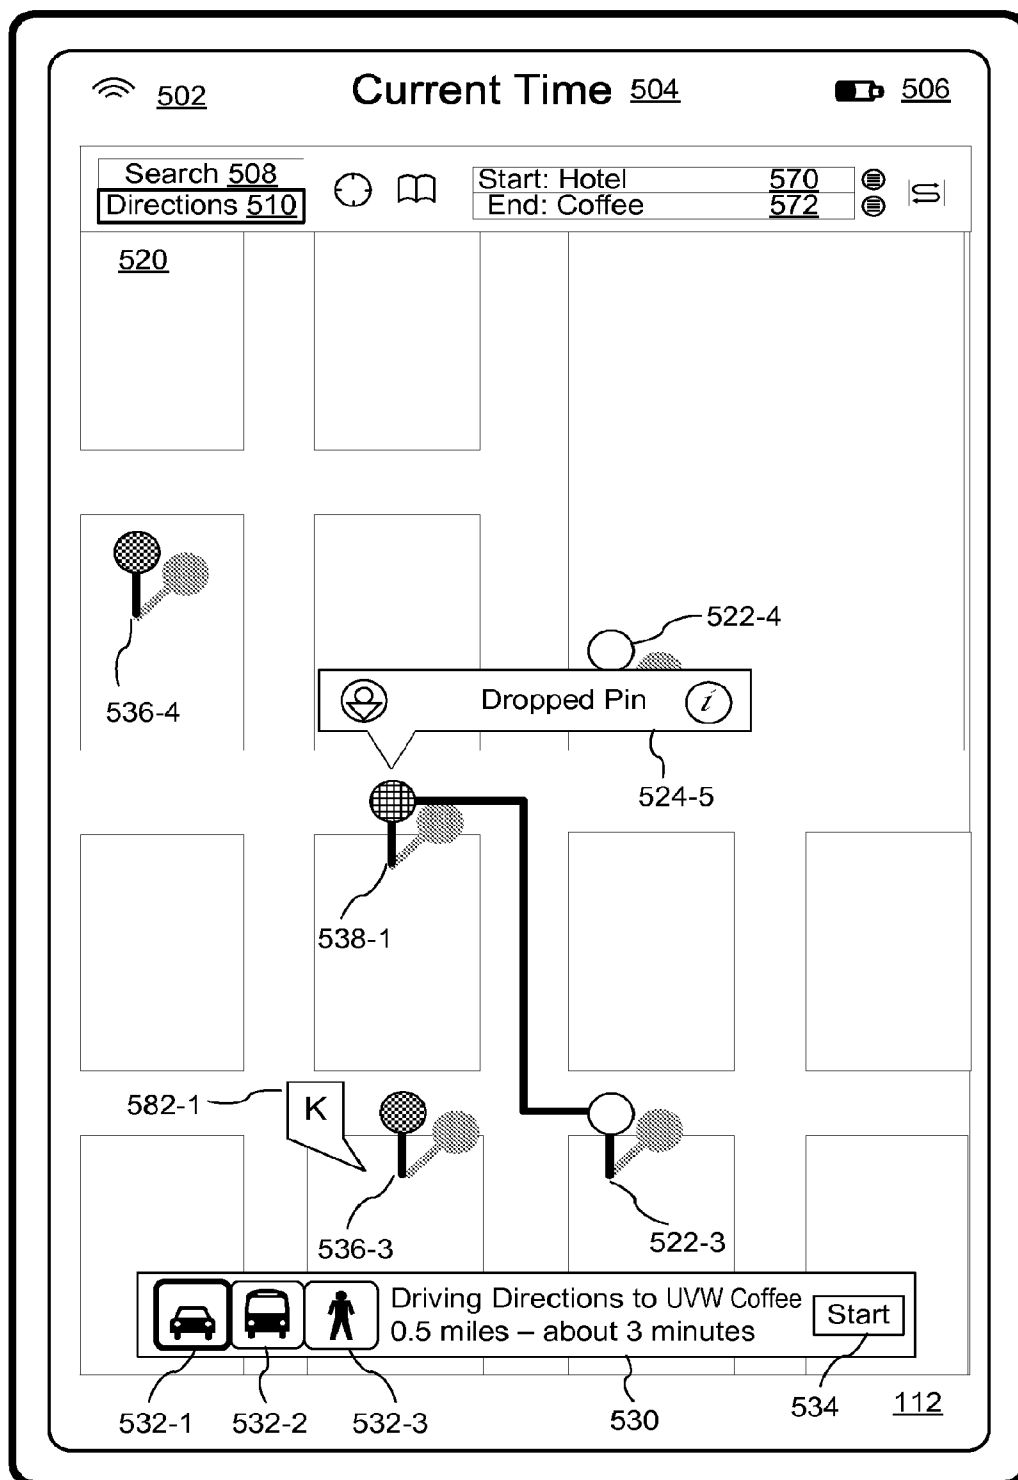 502 Current Time 504 506
Search 508
Directions 510
Start: Hotel 570
End: Coffee 572
520
522-4
536-4
Dropped Pin i
524-5
538-1
582-1 K
536-3
522-3
Driving Directions to UVW Coffee
0.5 miles – about 3 minutes
Start
532-1 532-2 532-3 530 534 112